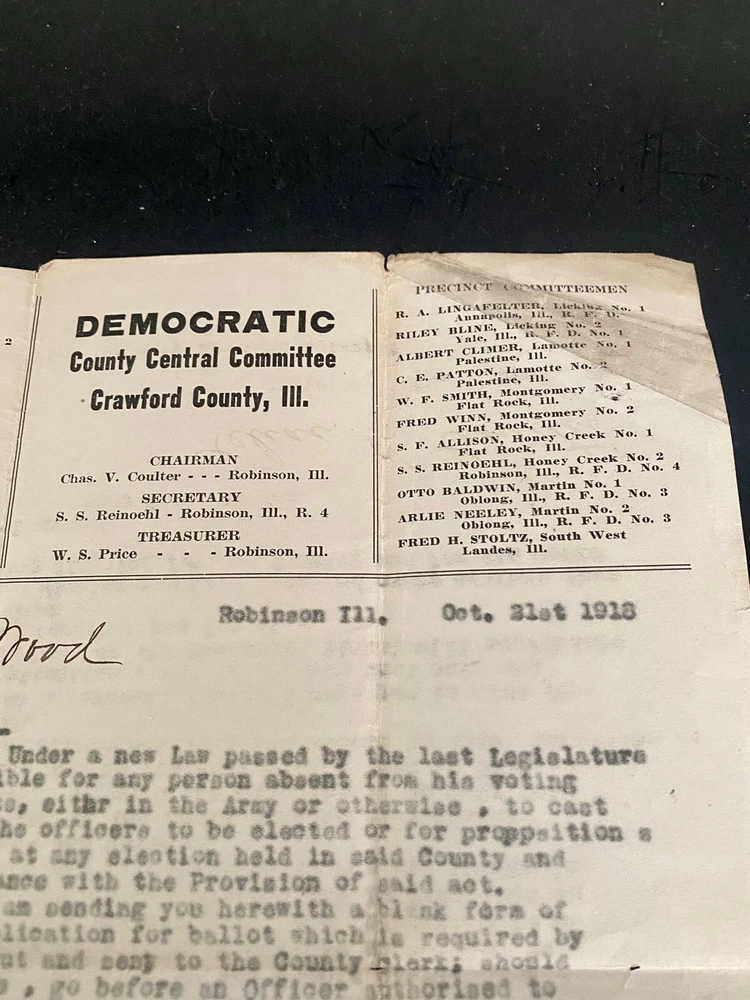 2
DEMOCRATIC
County Central Committee
Crawford County, Ill.
CHAIRMAN
Chas. V. Coulter - - - Robinson, Ill.
SECRETARY
S. S. Reinoehl - Robinson, Ill., R. 4
TREASURER
W. S. Price - - - Robinson, Ill.
PRECINCT COMMITTEEMEN
R. A. LINGAFELTER, Licking No. 1
Annapolis, Ill., R. F. D.
RILEY BLINE, Licking No. 2
Yale, Ill., R. F. D. No. 1
ALBERT CLIMER, Lamotte No. 1
Palestine, Ill.
C. E. PATTON, Lamotte No. 2
Palestine, Ill.
W. F. SMITH, Montgomery No. 1
Flat Rock, Ill.
FRED WINN, Montgomery No. 2
Flat Rock, Ill.
S. F. ALLISON, Honey Creek No. 1
Flat Rock, Ill.
S. S. REINOEHL, Honey Creek No. 2
Robinson, Ill., R. F. D. No. 4
OTTO BALDWIN, Martin No. 1
Oblong, Ill., R. F. D. No. 3
ARLIE NEELEY, Martin No. 2
Oblong, Ill., R. F. D. No. 3
FRED H. STOLTZ, South West
Landes, Ill.
Robinson Ill. Oct. 21st 1918
Wood
Under a new Law passed by the last Legislature
ible for any person absent from his voting
e, eithr in the Army or otherwise , to cast
he officers to be elected or for proppsition s
at any election held in said County and
ance with the Provision of said act.
am sending you herewith a blank form of
lication for ballot which is required by
ut and sent to the County clerk; should
, go before an Officer authorised to